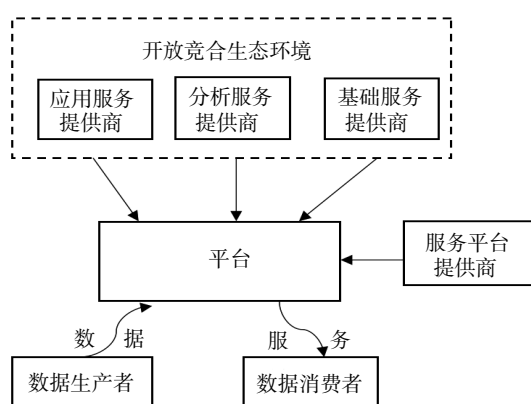 开放竞合生态环境
应用服务
提供商
分析服务
提供商
基础服务
提供商
平台
服务平台
提供商
数 据
服 务
数据生产者
数据消费者